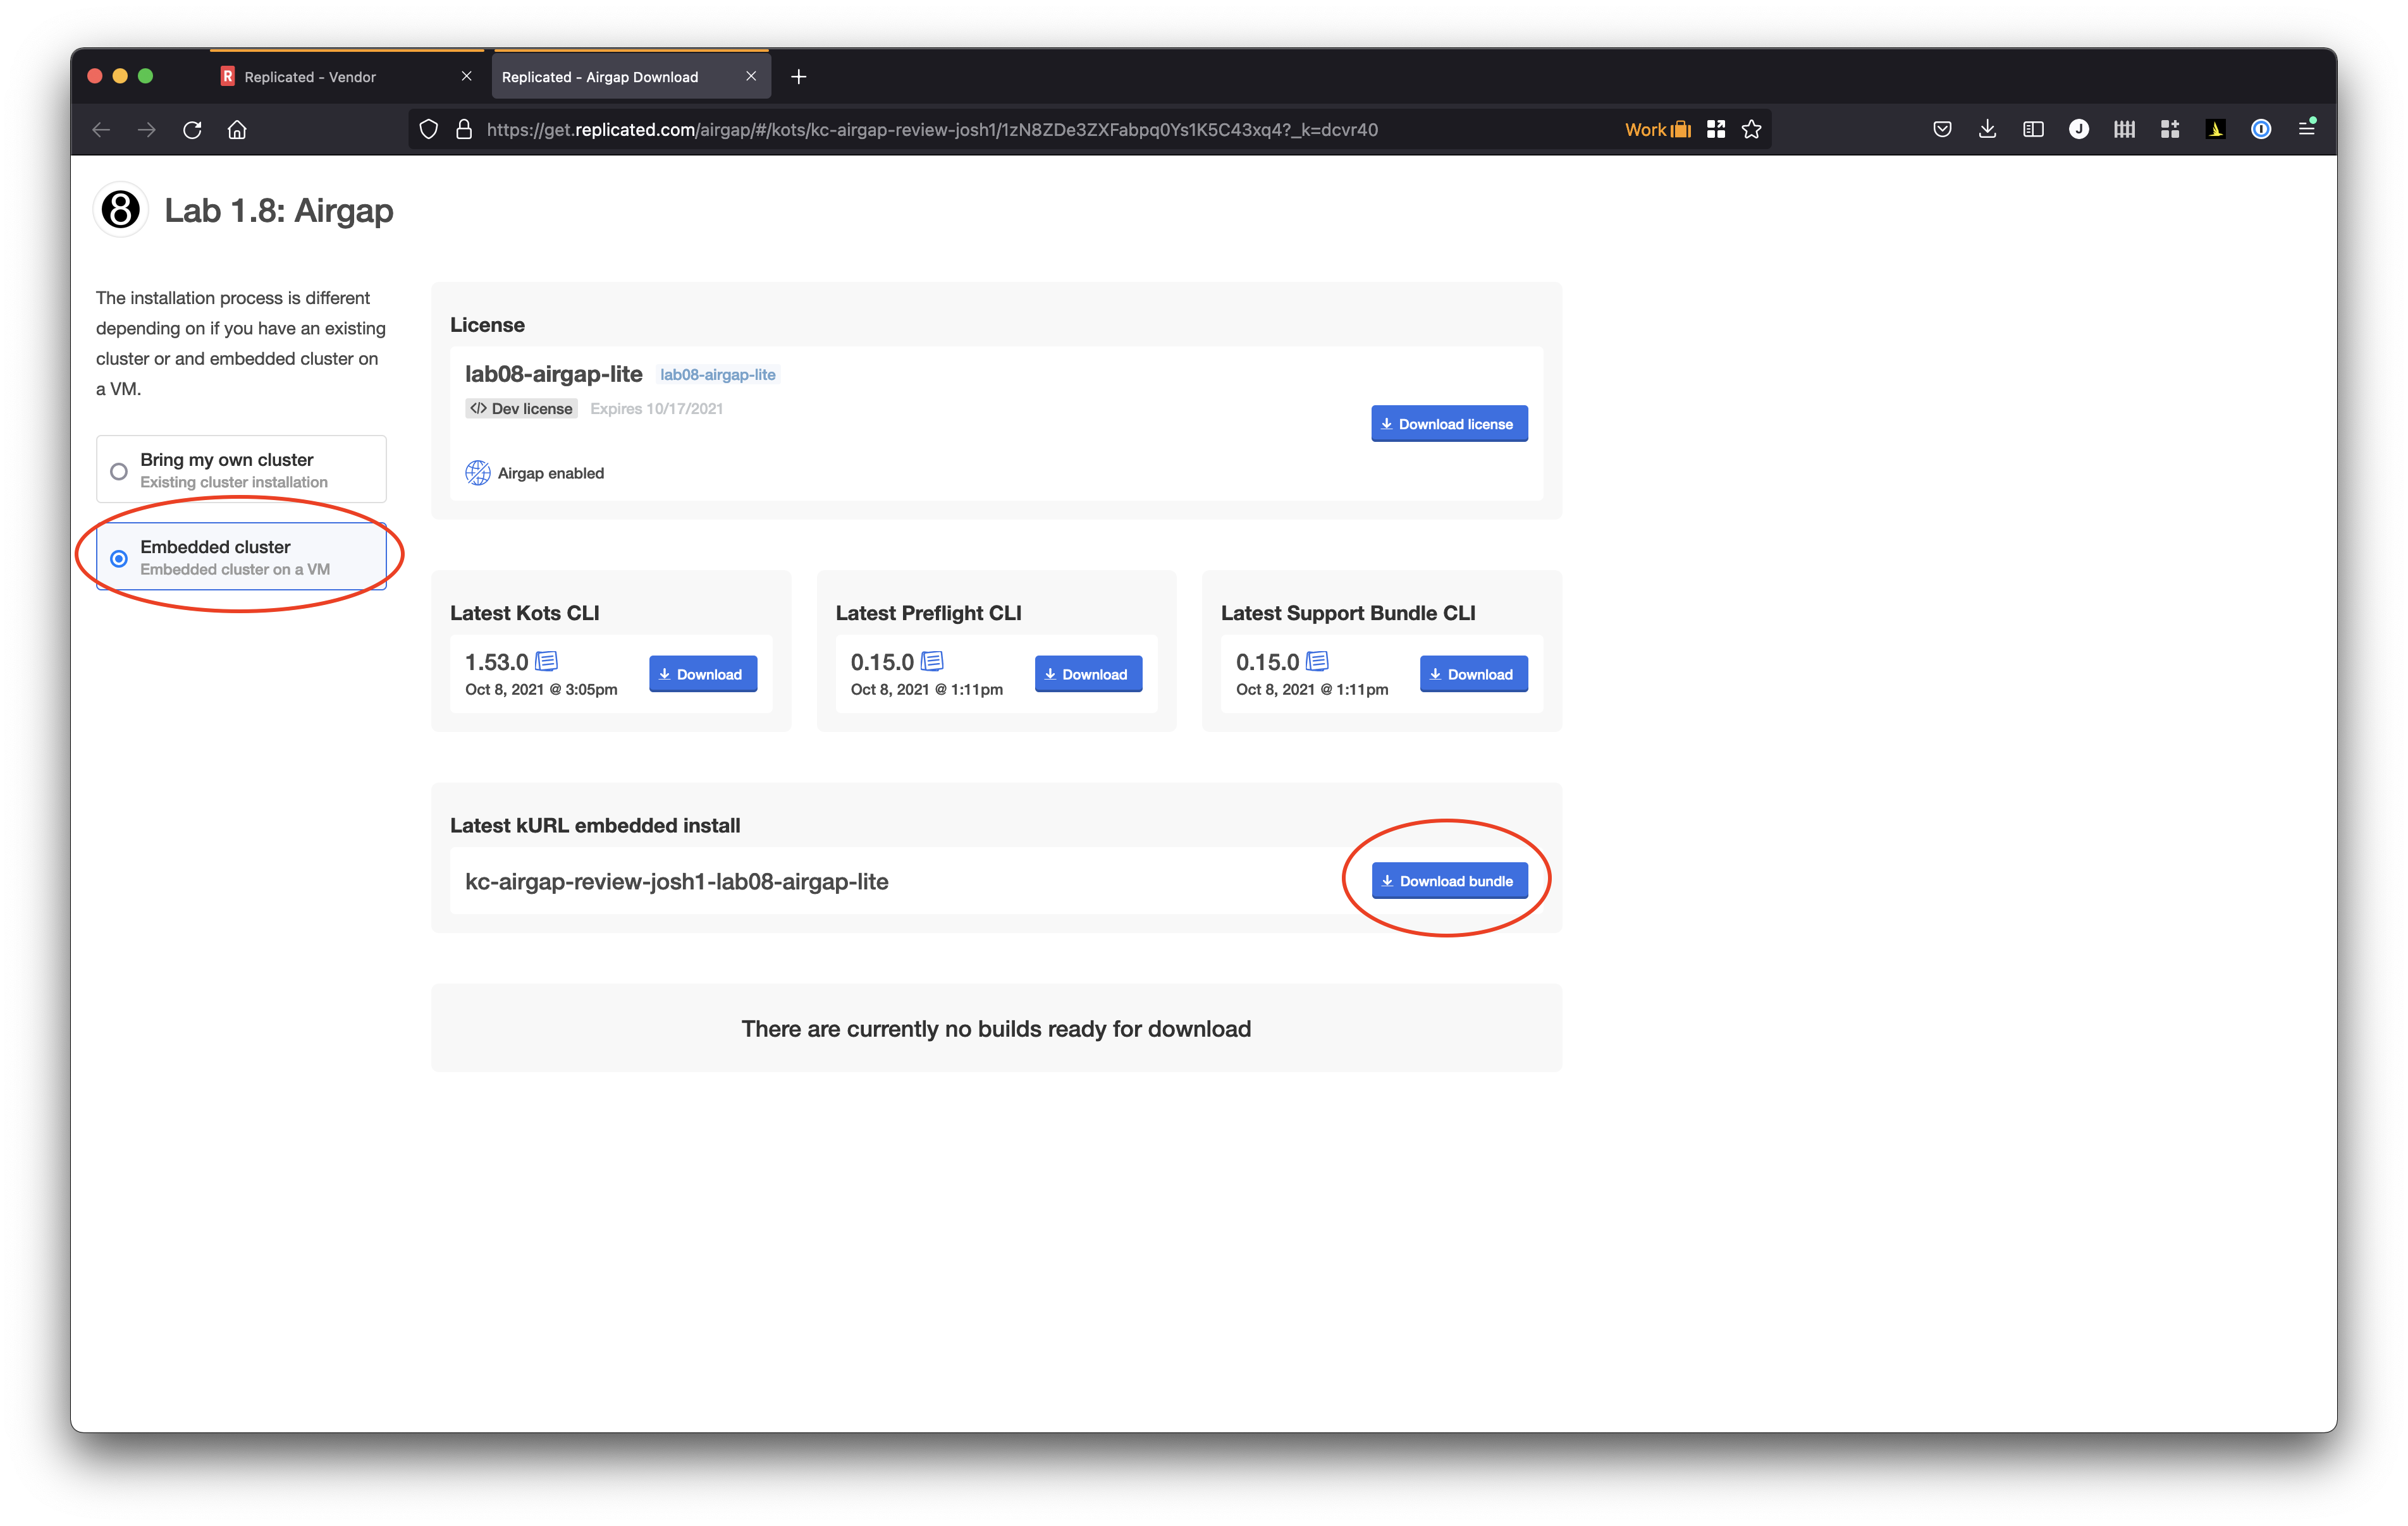 Replicated - Vendor
Replicated - Airgap Download
https://get.replicated.com/airgap/#/kots/kc-airgap-review-josh1/1zN8ZDe3ZXFabpq0Ys1K5C43xq4?_k=dcvr40
Work
J
8
Lab 1.8: Airgap
The installation process is different
depending on if you have an existing
cluster or and embedded cluster on
a VM.
Bring my own cluster
Existing cluster installation
Embedded cluster
Embedded cluster on a VM
License
lab08-airgap-lite lab08-airgap-lite
</> Dev license Expires 10/17/2021
Download license
Airgap enabled
Latest Kots CLI
1.53.0
Oct 8, 2021 @ 3:05pm
Download
Latest Preflight CLI
0.15.0
Oct 8, 2021 @ 1:11pm
Download
Latest Support Bundle CLI
0.15.0
Oct 8, 2021 @ 1:11pm
Download
Latest kURL embedded install
kc-airgap-review-josh1-lab08-airgap-lite
Download bundle
There are currently no builds ready for download